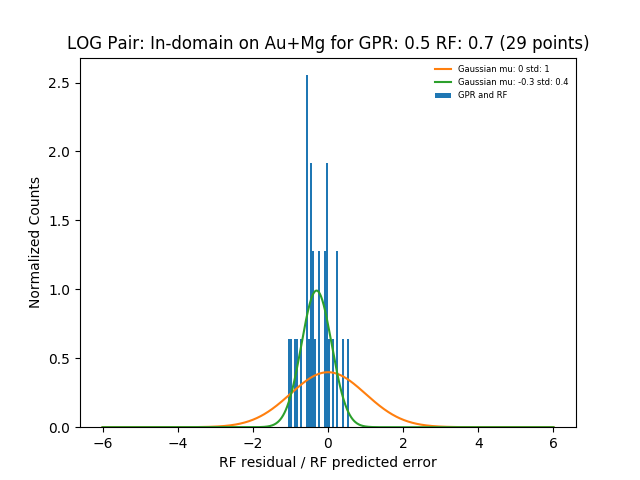 LOG Pair: In-domain on Au+Mg for GPR: 0.5 RF: 0.7 (29 points)
Gaussian mu: 0 std: 1
Gaussian mu: -0.3 std: 0.4
GPR and RF
Normalized Counts
2.5
2.0
1.5
1.0
0.5
0.0
−6 −4 −2 0 2 4 6
RF residual / RF predicted error